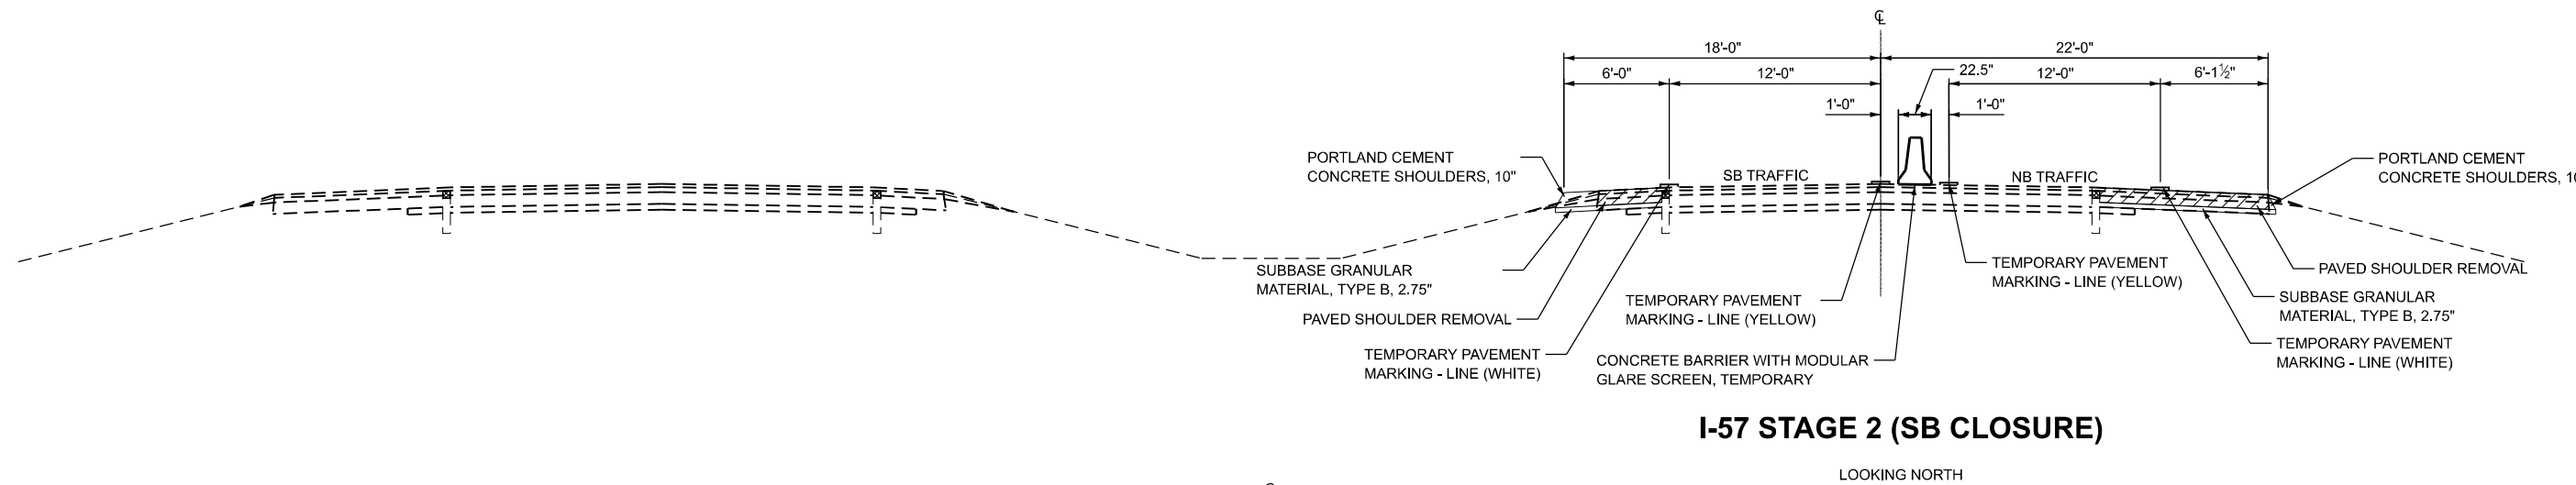 ℄
18'-0"
22'-0"
6'-0"
12'-0"
22.5"
12'-0"
6'-1½"
1'-0"
1'-0"
PORTLAND CEMENT
CONCRETE SHOULDERS, 10"
SB TRAFFIC
NB TRAFFIC
PORTLAND CEMENT
CONCRETE SHOULDERS, 10
SUBBASE GRANULAR
MATERIAL, TYPE B, 2.75"
PAVED SHOULDER REMOVAL
TEMPORARY PAVEMENT
MARKING - LINE (WHITE)
TEMPORARY PAVEMENT
MARKING - LINE (YELLOW)
CONCRETE BARRIER WITH MODULAR
GLARE SCREEN, TEMPORARY
TEMPORARY PAVEMENT
MARKING - LINE (YELLOW)
PAVED SHOULDER REMOVAL
SUBBASE GRANULAR
MATERIAL, TYPE B, 2.75"
TEMPORARY PAVEMENT
MARKING - LINE (WHITE)
I-57 STAGE 2 (SB CLOSURE)
LOOKING NORTH